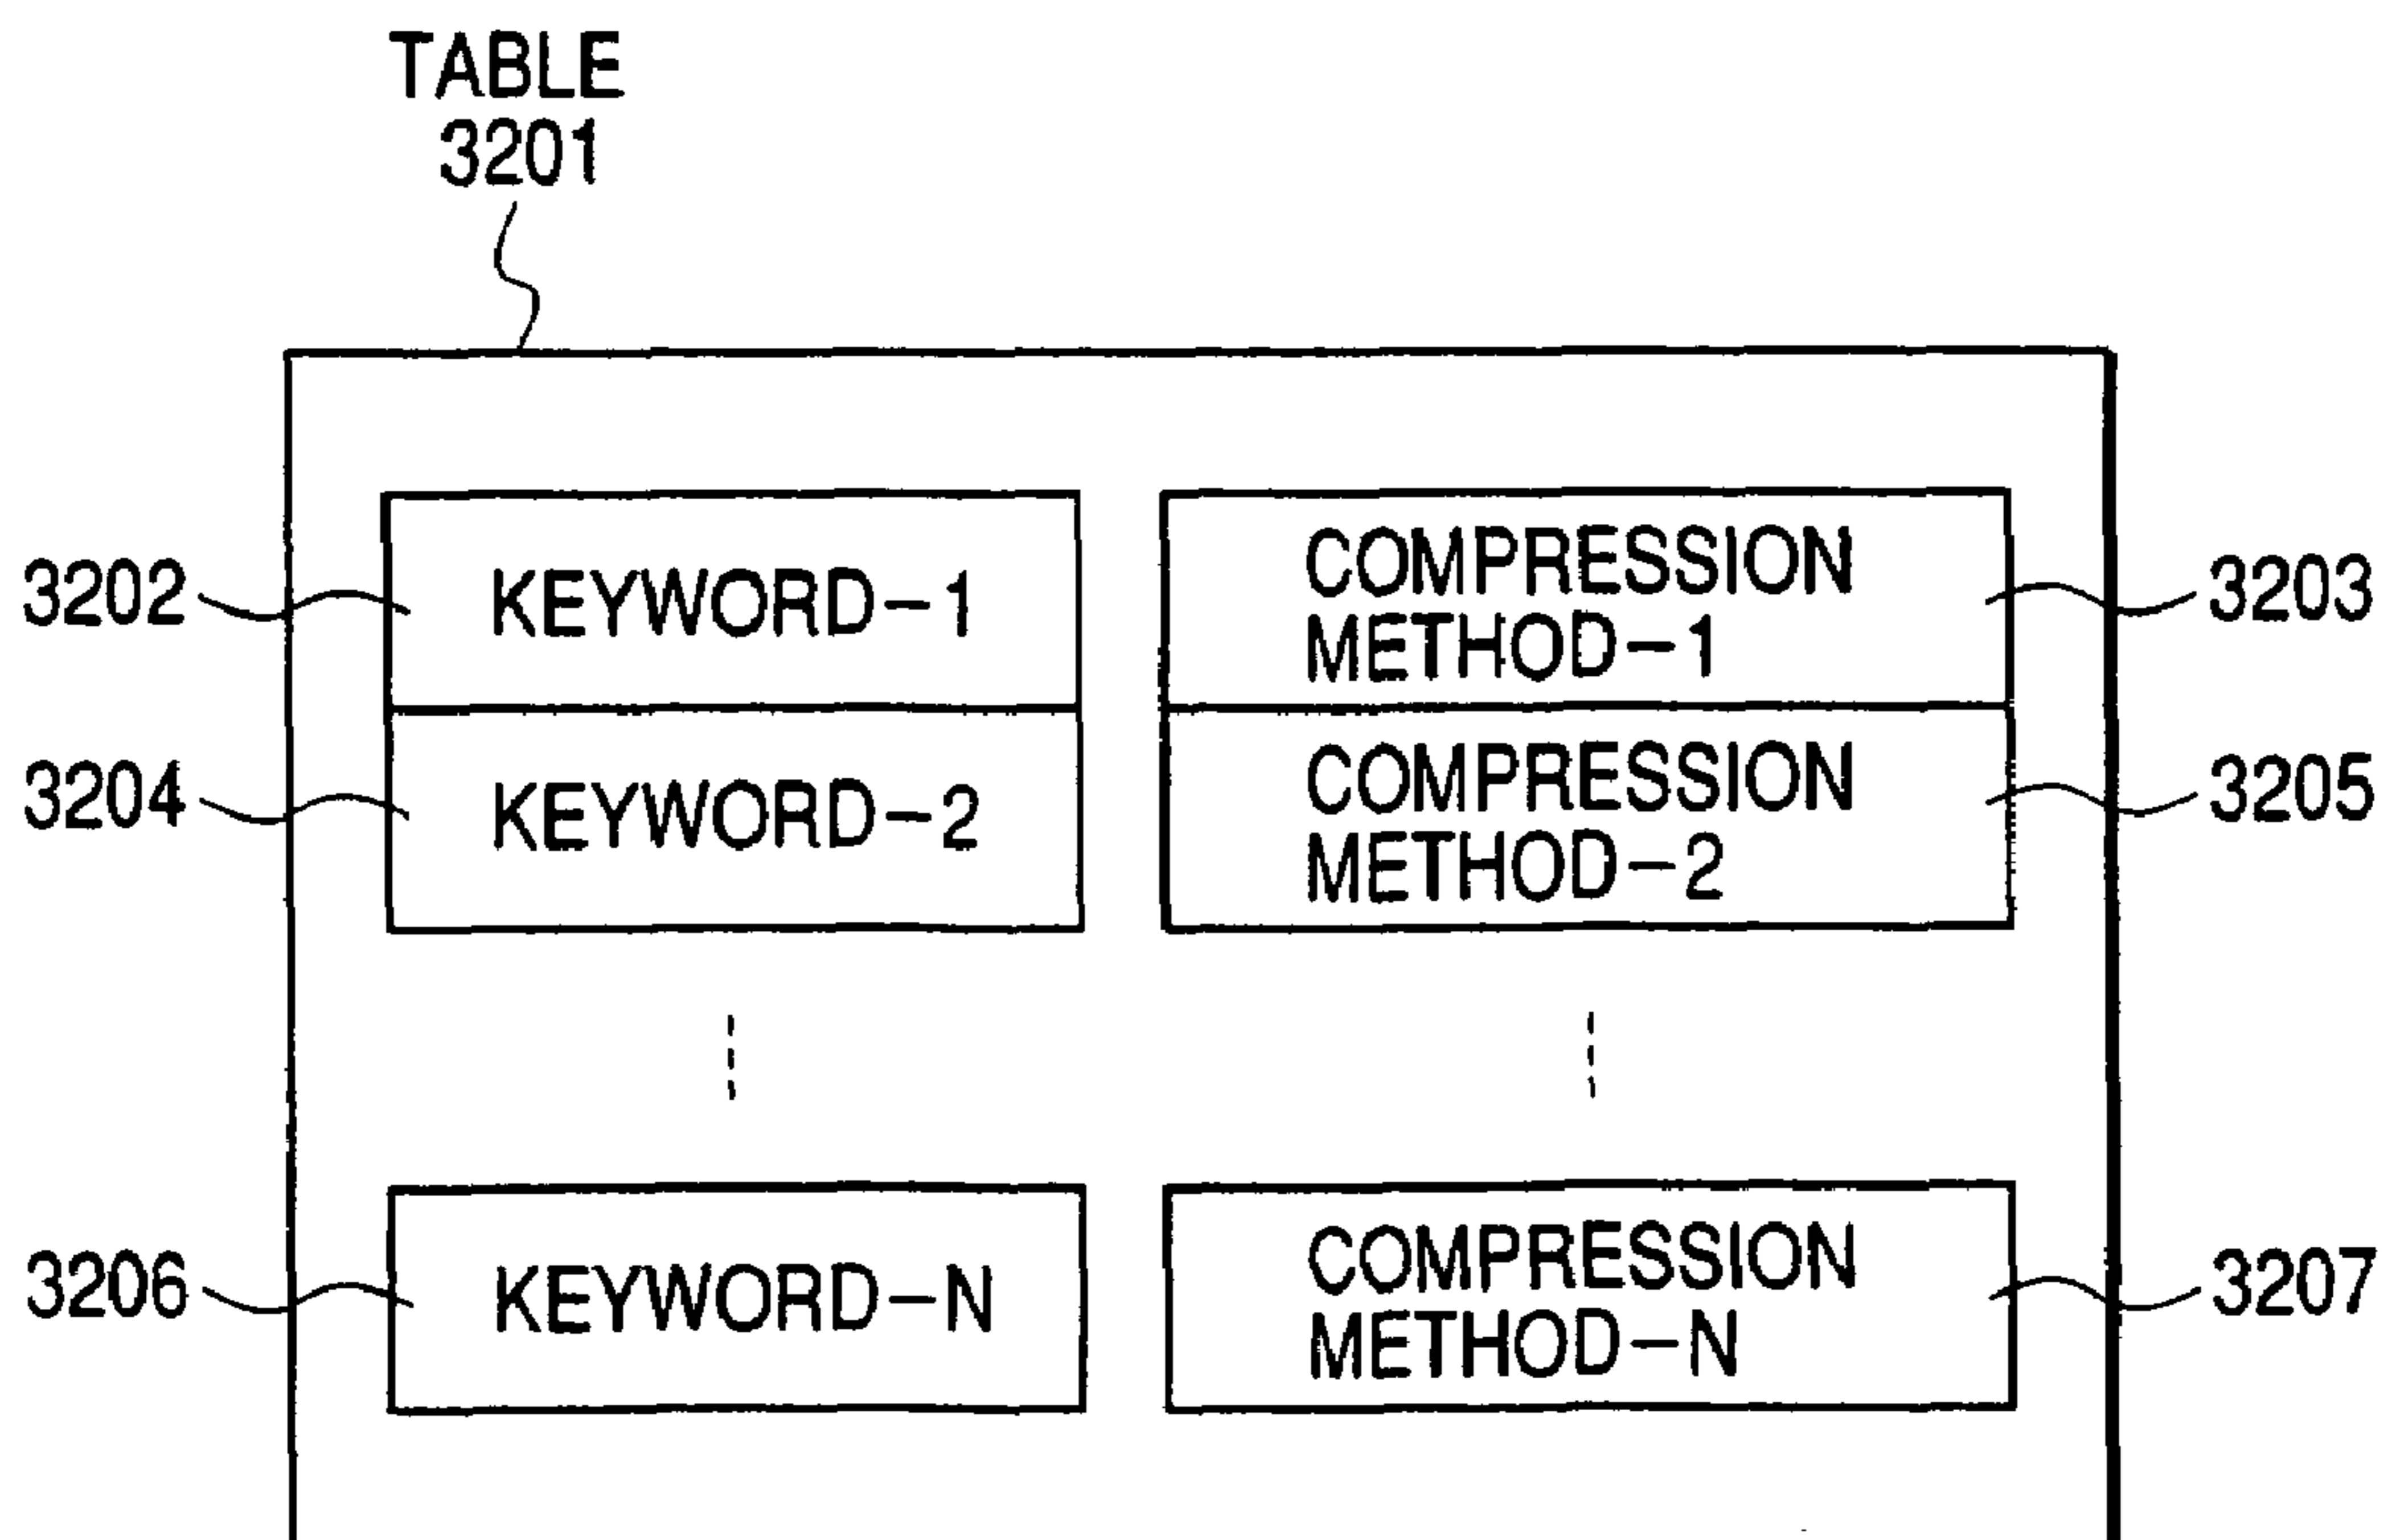 TABLE
3201
3202
KEYWORD-1
COMPRESSION
METHOD-1
3203
3204
KEYWORD-2
COMPRESSION
METHOD-2
3205
3206
KEYWORD-N
COMPRESSION
METHOD-N
3207